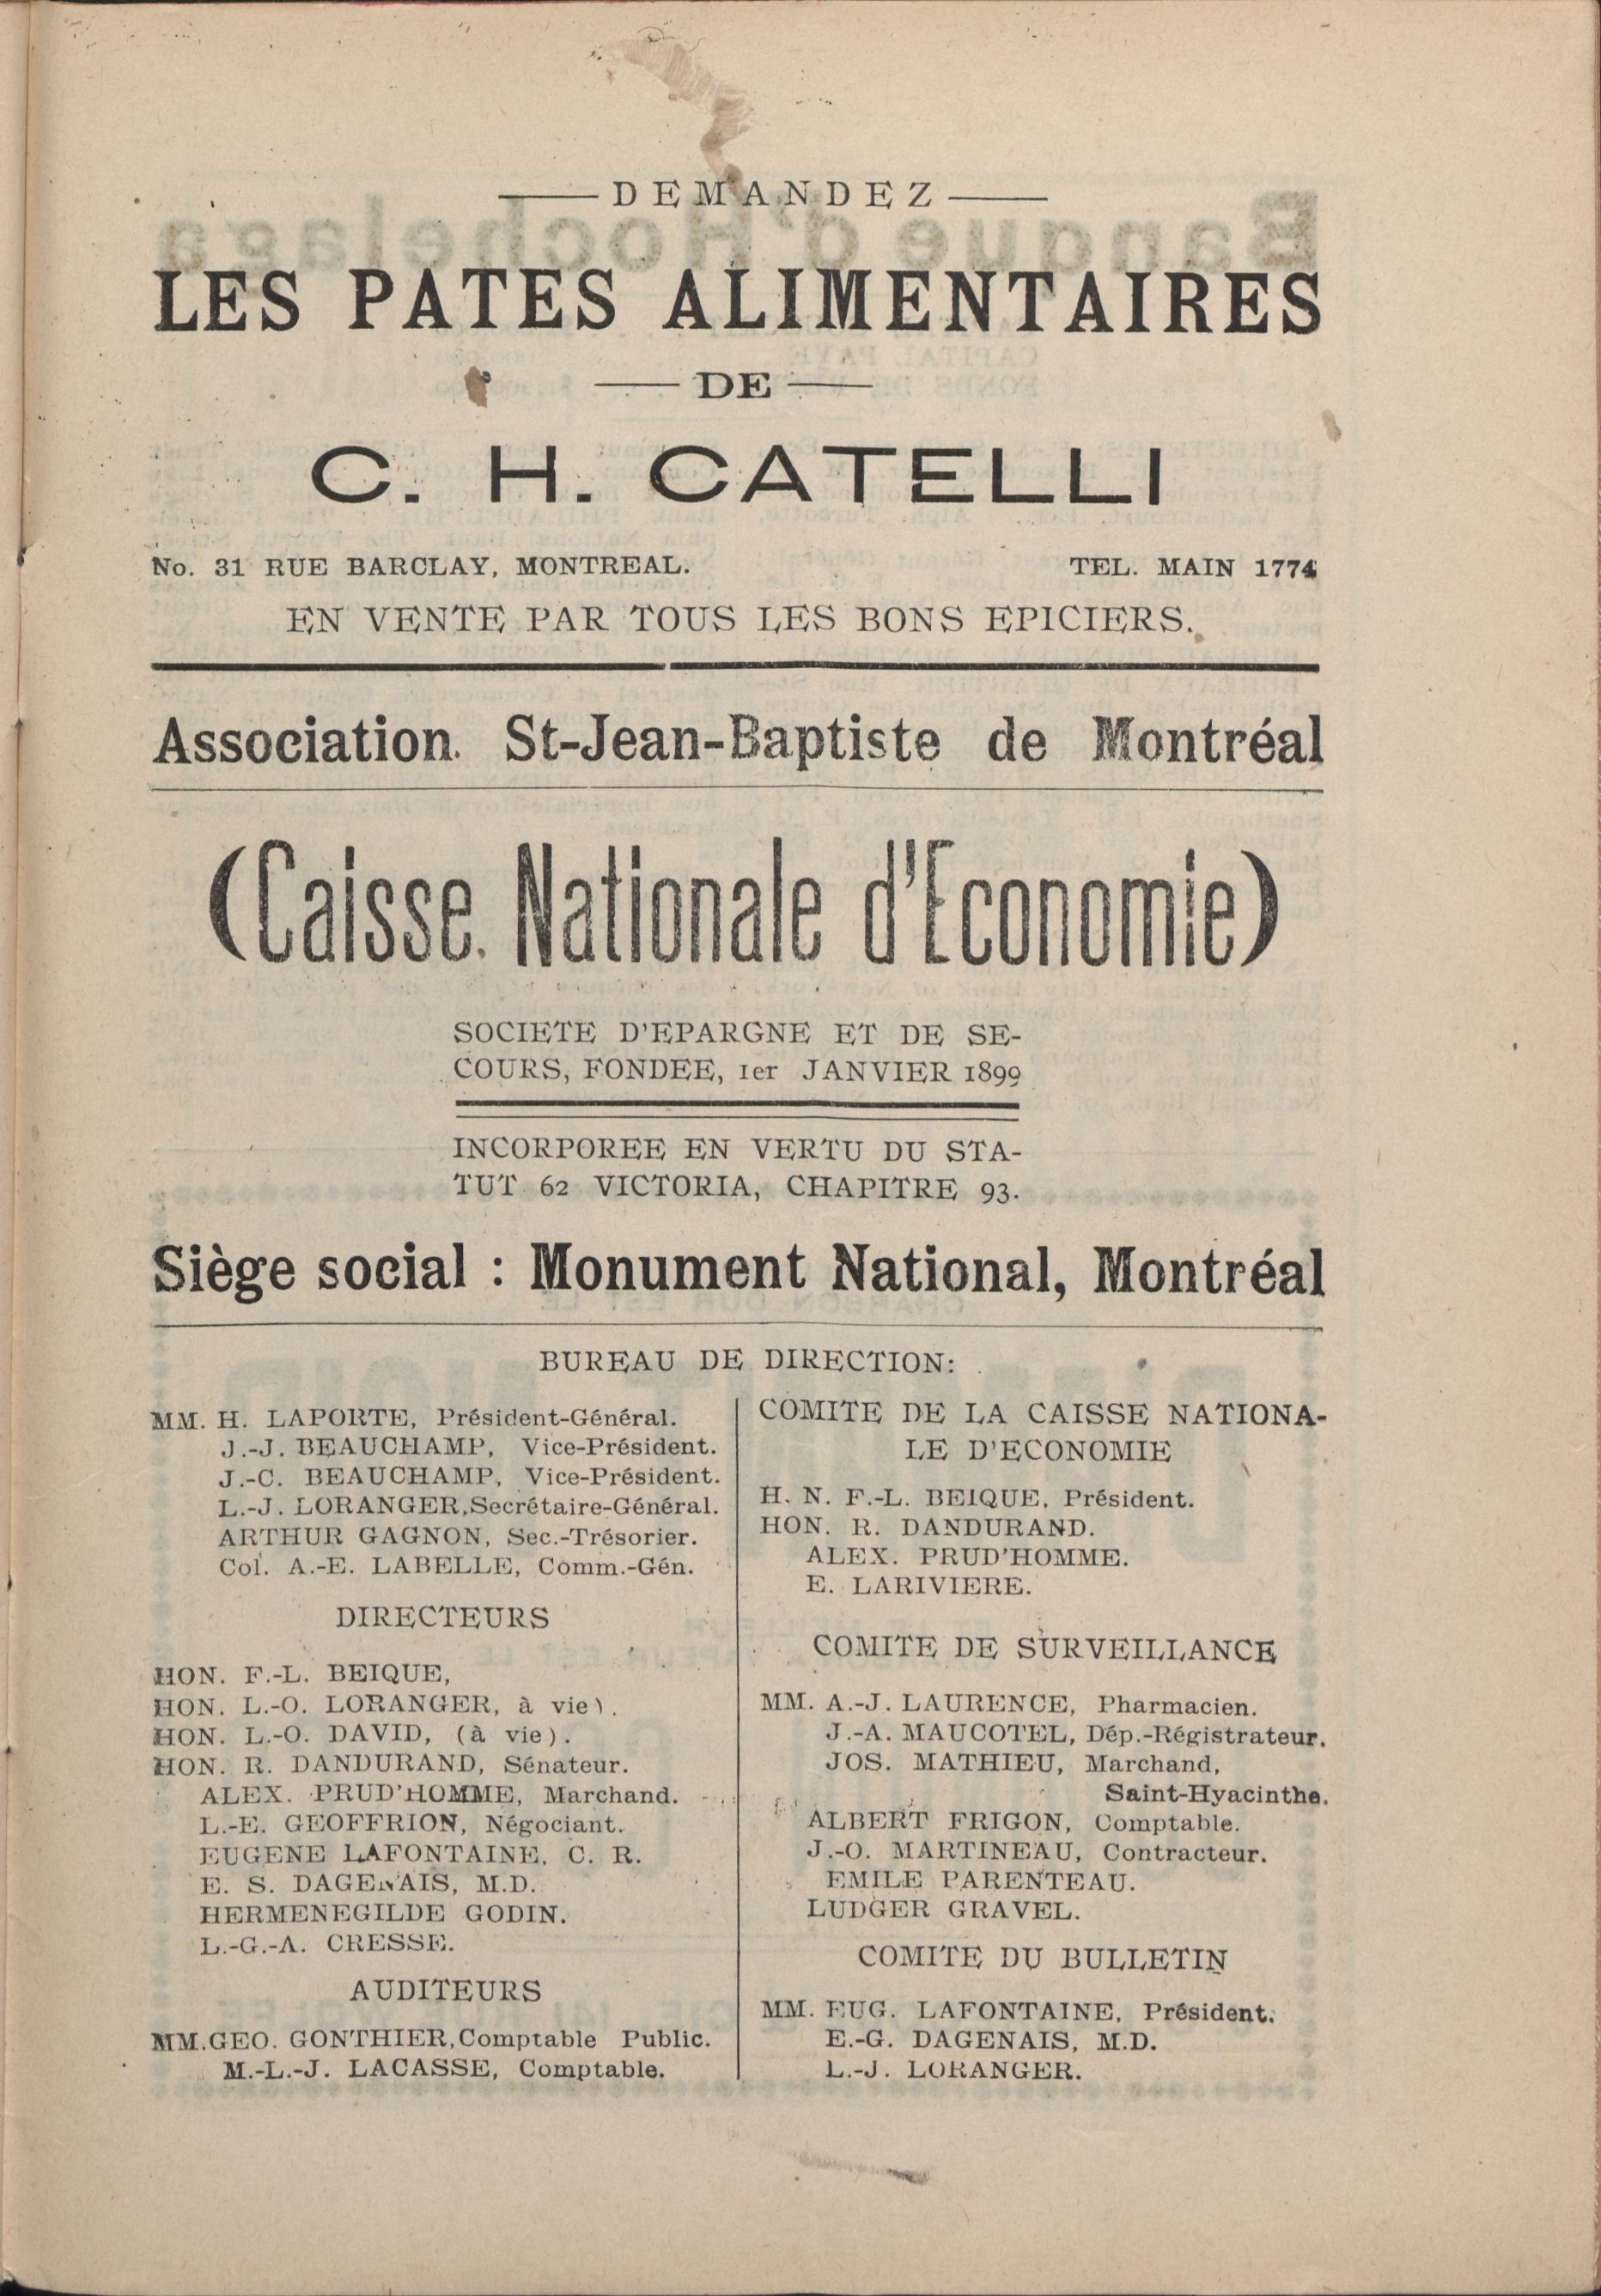 DEMANDEZ
LES PATES ALIMENTAIRES
DE
C. H. CATELLI
No. 31 RUE BARCLAY, MONTREAL. TEL. MAIN 1774
EN VENTE PAR TOUS LES BONS EPICIERS.
Association St-Jean-Baptiste de Montréal
(Caisse Nationale d'Economie)
SOCIETE D'EPARGNE ET DE SE-
COURS, FONDEE, 1er JANVIER 1899
INCORPOREE EN VERTU DU STA-
TUT 62 VICTORIA, CHAPITRE 93.
Siège social : Monument National, Montréal
BUREAU DE DIRECTION:
MM. H. LAPORTE, Président-Général.
J.-J. BEAUCHAMP, Vice-Président.
J.-C. BEAUCHAMP, Vice-Président.
L.-J. LORANGER, Secrétaire-Général.
ARTHUR GAGNON, Sec.-Trésorier.
Col. A.-E. LABELLE, Comm.-Gén.
DIRECTEURS
HON. F.-L. BEIQUE,
HON. L.-O. LORANGER, à vie).
HON. L.-O. DAVID, (à vie).
HON. R. DANDURAND, Sénateur.
ALEX. PRUD'HOMME, Marchand.
L.-E. GEOFFRION, Négociant.
EUGENE LAFONTAINE, C. R.
E. S. DAGENAIS, M.D.
HERMENEGILDE GODIN.
L.-G.-A. CRESSE.
AUDITEURS
MM. GEO. GONTHIER, Comptable Public.
M.-L.-J. LACASSE, Comptable.
COMITE DE LA CAISSE NATIONA-
LE D'ECONOMIE
H. N. F.-L. BEIQUE, Président.
HON. R. DANDURAND.
ALEX. PRUD'HOMME.
E. LARIVIERE.
COMITE DE SURVEILLANCE
MM. A.-J. LAURENCE, Pharmacien.
J.-A. MAUCOTEL, Dép.-Régistrateur.
JOS. MATHIEU, Marchand,
Saint-Hyacinthe.
ALBERT FRIGON, Comptable.
J.-O. MARTINEAU, Contracteur.
EMILE PARENTEAU.
LUDGER GRAVEL.
COMITE DU BULLETIN
MM. EUG. LAFONTAINE, Président.
E.-G. DAGENAIS, M.D.
L.-J. LORANGER.